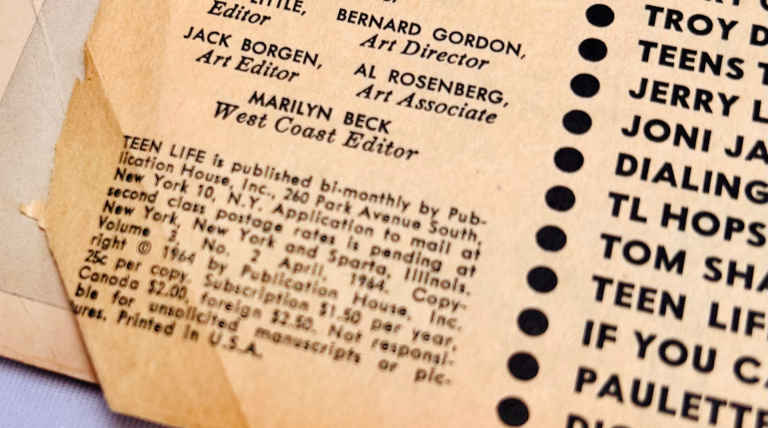 LITTLE,
Editor
BERNARD GORDON,
Art Director
JACK BORGEN,
Art Editor
AL ROSENBERG,
Art Associate
MARILYN BECK
West Coast Editor
TEEN LIFE is published bi-monthly by Pub-
lication House, Inc., 260 Park Avenue South,
New York 10, N.Y. Application to mail at
second class postage rates is pending at
New York, New York and Sparta, Illinois.
Volume 3, No. 2 April, 1964. Copy-
right © 1964 by Publication House, Inc.
25c per copy. Subscription $1.50 per year,
Canada $2.00, foreign $2.50. Not responsi-
ble for unsolicited manuscripts or pic-
tures. Printed in U.S.A.
TROY D
TEENS T
JERRY L
JONI JA
DIALING
TL HOPS
TOM SHA
TEEN LIFE
IF YOU CA
PAULETTE